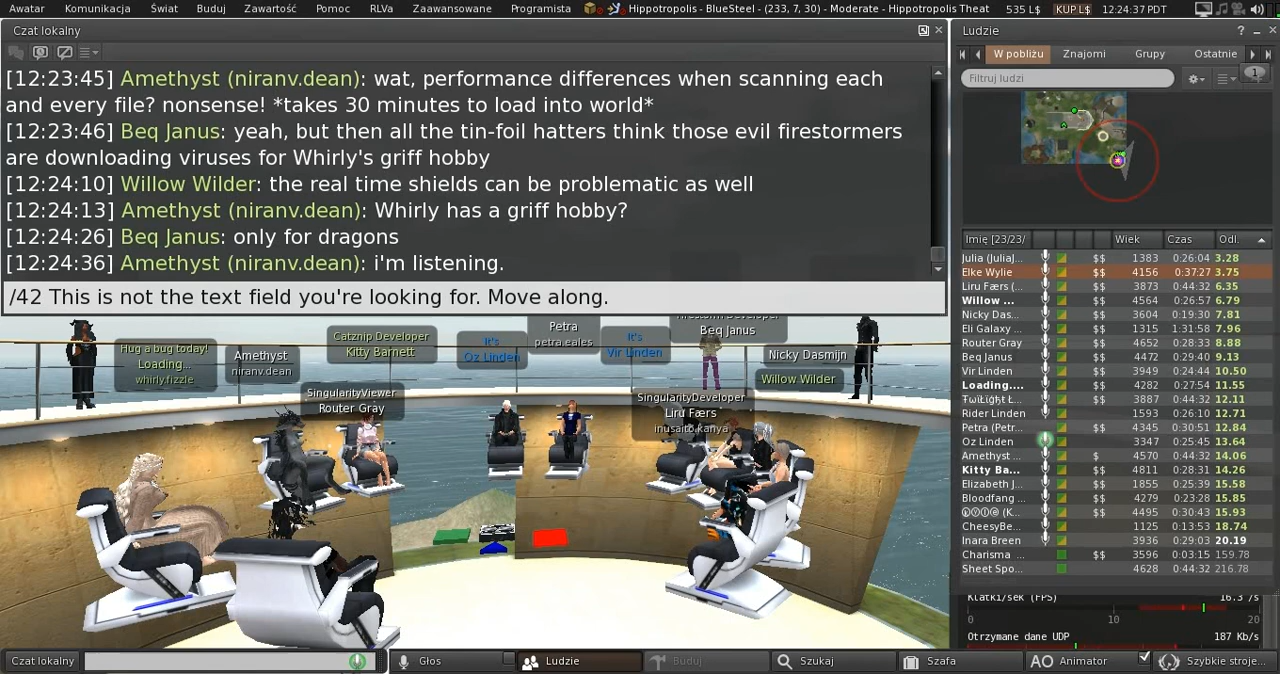 Awatar Komunikacja Świat Buduj Zawartość Pomoc RLVa Zaawansowane Programista Hippotropolis - BlueSteel - (233, 7, 30) - Moderate - Hippotropolis Theat 535 L$ KUP L$ 12:24:37 PDT
Czat lokalny
[12:23:45] Amethyst (niranv.dean): wat, performance differences when scanning each
and every file? nonsense! *takes 30 minutes to load into world*
[12:23:46] Beq Janus: yeah, but then all the tin-foil hatters think those evil firestormers
are downloading viruses for Whirly's griff hobby
[12:24:10] Willow Wilder: the real time shields can be problematic as well
[12:24:13] Amethyst (niranv.dean): Whirly has a griff hobby?
[12:24:26] Beq Janus: only for dragons
[12:24:36] Amethyst (niranv.dean): i'm listening.
/42 This is not the text field you're looking for. Move along.
Hug a bug today!
Loading...
whirly.fizzle
Amethyst
niranv.dean
Catznip Developer
Kitty Barnett
SingularityViewer
Router Gray
It's
Oz Linden
Petra
petra.eales
It's
Vir Linden
Beq Janus
Nicky Dasmijn
Willow Wilder
SingularityDeveloper
Liru Færs
inusaito.kanya
Ludzie
W pobliżu Znajomi Grupy Ostatnie
1
Filtruj ludzi
Imię [23/23/ Wiek Czas Odl.
Julia (JuliaJ... 1383 0:26:04 3.28
Elke Wylie $$ 4156 0:37:27 3.75
Liru Færs (... $$ 3873 0:44:32 6.35
Willow ... $$ 4564 0:26:57 6.79
Nicky Das... $$ 3604 0:19:30 7.81
Eli Galaxy ... $$ 1315 1:31:58 7.96
Router Gray $$ 4652 0:28:33 8.88
Beq Janus $$ 4472 0:29:40 9.13
Vir Linden $$ 3949 0:24:44 10.50
Loading.... $$ 4282 0:27:54 11.55
$$ 3887 0:44:32 12.11
Rider Linden 1593 0:26:10 12.71
Petra (Petr... $$ 4345 0:30:51 12.84
Oz Linden 3347 0:25:45 13.64
Amethyst ... $ 4570 0:44:32 14.06
Kitty Ba... $$ 4811 0:28:31 14.26
Elizabeth J... 1855 0:25:39 15.58
Bloodfang ... $$ 4279 0:23:28 15.85
$$ 4495 0:30:43 15.93
CheesyBe... 1125 0:13:53 18.74
Inara Breen 3936 0:29:03 20.19
Charisma ... $$ 3596 0:03:15 159.78
Sheet Spo... 4628 0:44:32 216.78
Klatki/sek (FPS) 16.3 /s
0 10 20
Otrzymane dane UDP 187 Kb/s
Czat lokalny Głos Ludzie Buduj Szukaj Szafa AO Animator Szybkie stroje...